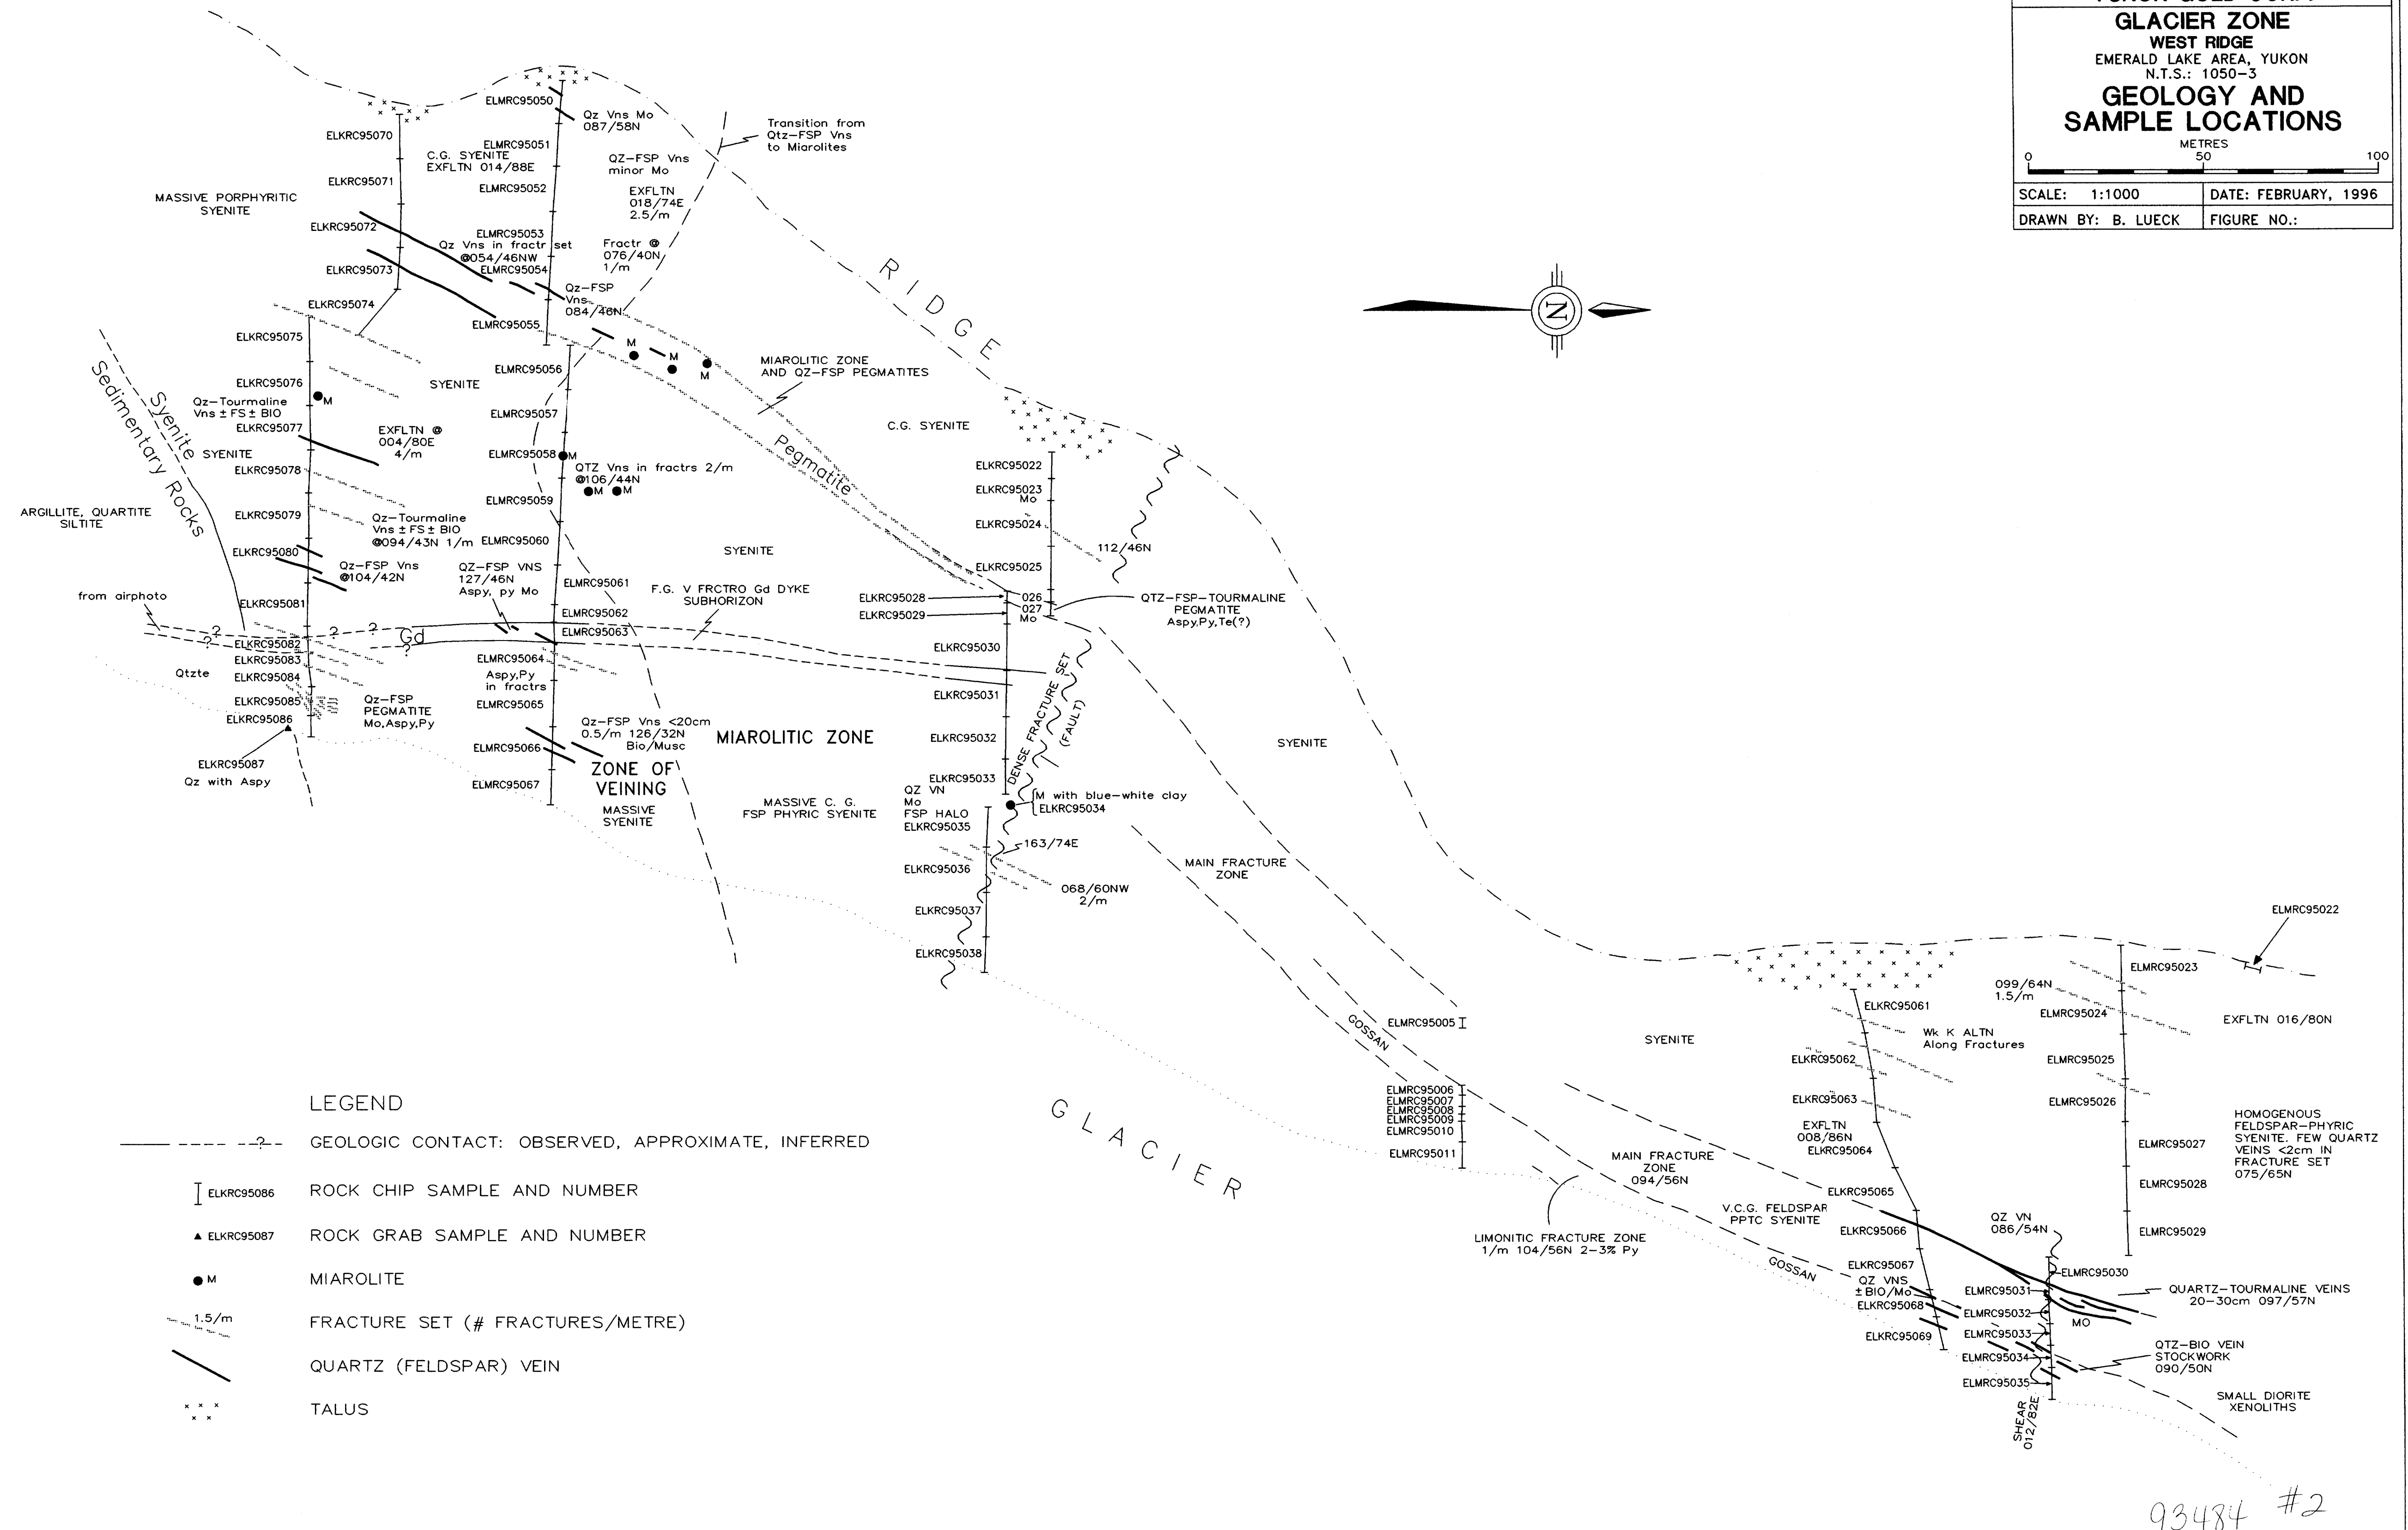 GLACIER ZONE
WEST RIDGE
EMERALD LAKE AREA, YUKON
N.T.S.: 105O-3
GEOLOGY AND
SAMPLE LOCATIONS
METRES
0 50 100
SCALE: 1:1000
DATE: FEBRUARY, 1996
DRAWN BY: B. LUECK
FIGURE NO.:
ELKRC95070
ELKRC95071
MASSIVE PORPHYRITIC
SYENITE
ELKRC95072
ELKRC95073
ELKRC95074
ELMRC95050
Qz Vns Mo
087/58N
ELMRC95051
C.G. SYENITE
EXFLTN 014/88E
ELMRC95052
QZ-FSP Vns
minor Mo
EXFLTN
018/74E
2.5/m
Transition from
Qtz-FSP Vns
to Miarolites
ELMRC95053
Qz Vns in fractr set
@054/46NW
ELMRC95054
Fractr @
076/40N
1/m
Qz-FSP
Vns
084/46N
ELMRC95055
RIDGE
N
ELKRC95075
ELKRC95076
Qz-Tourmaline
Vns ± FS ± BIO
ELKRC95077
M
SYENITE
EXFLTN @
004/80E
4/m
SYENITE
ELKRC95078
Syenite
Sedimentary Rocks
ARGILLITE, QUARTITE
SILTITE
ELKRC95079
Qz-Tourmaline
Vns ± FS ± BIO
@094/43N 1/m
ELKRC95080
Qz-FSP Vns
@104/42N
from airphoto
ELKRC95081
? ? ? ?
Gd
?
ELKRC95082
ELKRC95083
Qtzte
ELKRC95084
ELKRC95085
ELKRC95086
Qz-FSP
PEGMATITE
Mo,Aspy,Py
ELKRC95087
Qz with Aspy
ELMRC95056
M
M
M
MIAROLITIC ZONE
AND QZ-FSP PEGMATITES
ELMRC95057
Pegmatite
C.G. SYENITE
ELMRC95058
M
QTZ Vns in fractrs 2/m
@106/44N
M M
ELMRC95059
ELMRC95060
SYENITE
QZ-FSP VNS
127/46N
Aspy, py Mo
ELMRC95061
F.G. V FRCTRO Gd DYKE
SUBHORIZON
ELMRC95062
ELMRC95063
ELMRC95064
Aspy,Py
in fractrs
ELMRC95065
Qz-FSP Vns <20cm
0.5/m 126/32N
Bio/Musc
ELMRC95066
ELMRC95067
ZONE OF
VEINING
MASSIVE
SYENITE
MIAROLITIC ZONE
MASSIVE C. G.
FSP PHYRIC SYENITE
ELKRC95022
ELKRC95023
Mo
ELKRC95024
112/46N
ELKRC95025
ELKRC95028
026
ELKRC95029
027
Mo
QTZ-FSP-TOURMALINE
PEGMATITE
Aspy,Py,Te(?)
ELKRC95030
ELKRC95031
DENSE FRACTURE SET
(FAULT)
ELKRC95032
ELKRC95033
QZ VN
Mo
FSP HALO
ELKRC95035
M with blue-white clay
ELKRC95034
163/74E
ELKRC95036
068/60NW
2/m
ELKRC95037
ELKRC95038
SYENITE
MAIN FRACTURE
ZONE
GLACIER
ELMRC95005
GOSSAN
ELMRC95006
ELMRC95007
ELMRC95008
ELMRC95009
ELMRC95010
ELMRC95011
SYENITE
MAIN FRACTURE
ZONE
094/56N
LIMONITIC FRACTURE ZONE
1/m 104/56N 2-3% Py
V.C.G. FELDSPAR
PPTC SYENITE
GOSSAN
ELKRC95061
Wk K ALTN
Along Fractures
ELKRC95062
ELKRC95063
EXFLTN
008/86N
ELKRC95064
ELKRC95065
ELKRC95066
ELKRC95067
QZ VNS
± BIO/Mo
ELKRC95068
ELKRC95069
ELMRC95022
ELMRC95023
099/64N
1.5/m
ELMRC95024
EXFLTN 016/80N
ELMRC95025
ELMRC95026
ELMRC95027
HOMOGENOUS
FELDSPAR-PHYRIC
SYENITE. FEW QUARTZ
VEINS <2cm IN
FRACTURE SET
075/65N
ELMRC95028
ELMRC95029
QZ VN
086/54N
ELMRC95030
ELMRC95031
QUARTZ-TOURMALINE VEINS
20-30cm 097/57N
ELMRC95032
MO
ELMRC95033
QTZ-BIO VEIN
STOCKWORK
090/50N
ELMRC95034
ELMRC95035
SHEAR
012/82E
SMALL DIORITE
XENOLITHS
LEGEND
? GEOLOGIC CONTACT: OBSERVED, APPROXIMATE, INFERRED
ELKRC95086 ROCK CHIP SAMPLE AND NUMBER
ELKRC95087 ROCK GRAB SAMPLE AND NUMBER
M MIAROLITE
1.5/m FRACTURE SET (# FRACTURES/METRE)
QUARTZ (FELDSPAR) VEIN
TALUS
93484 #2